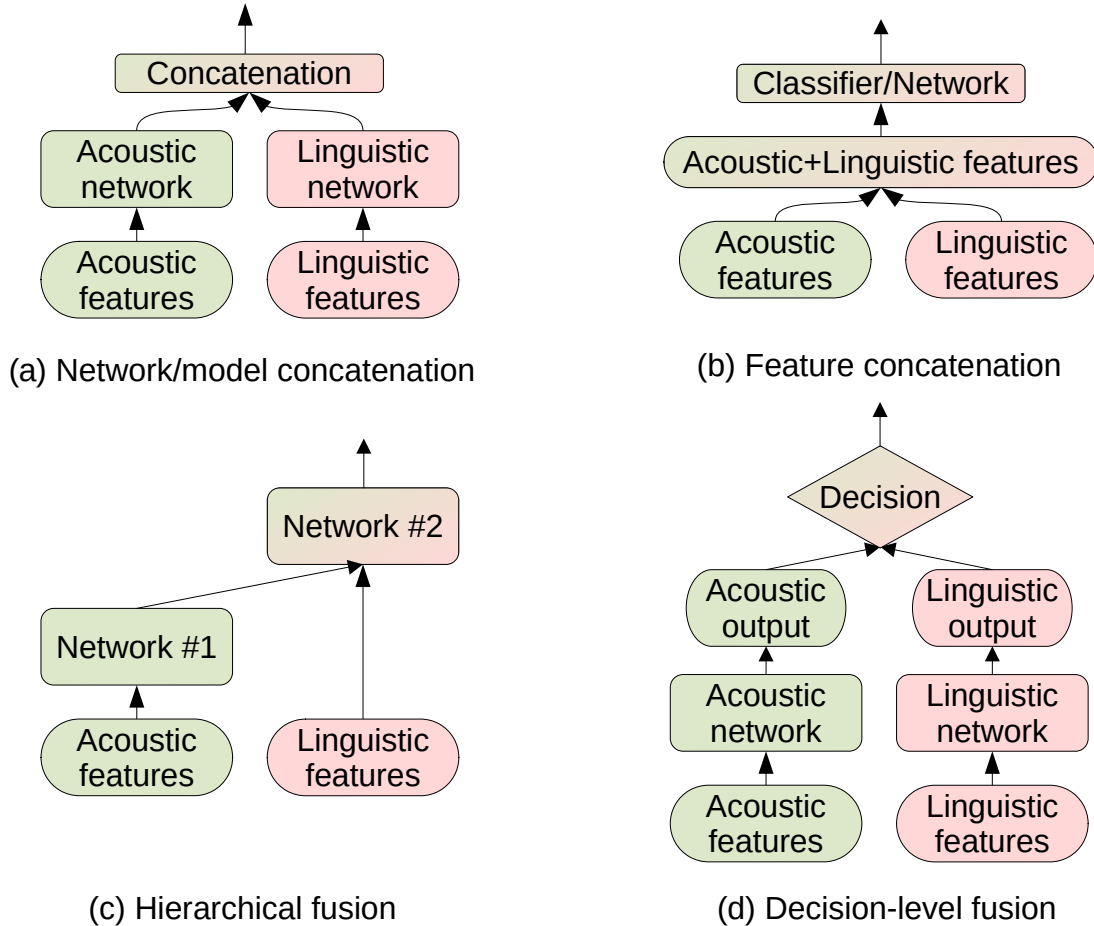 Concatenation
Acoustic
network
Linguistic
network
Acoustic
features
Linguistic
features
(a) Network/model concatenation
Classifier/Network
Acoustic+Linguistic features
Acoustic
features
Linguistic
features
(b) Feature concatenation
Network #2
Network #1
Acoustic
features
Linguistic
features
(c) Hierarchical fusion
Decision
Acoustic
output
Linguistic
output
Acoustic
network
Linguistic
network
Acoustic
features
Linguistic
features
(d) Decision-level fusion